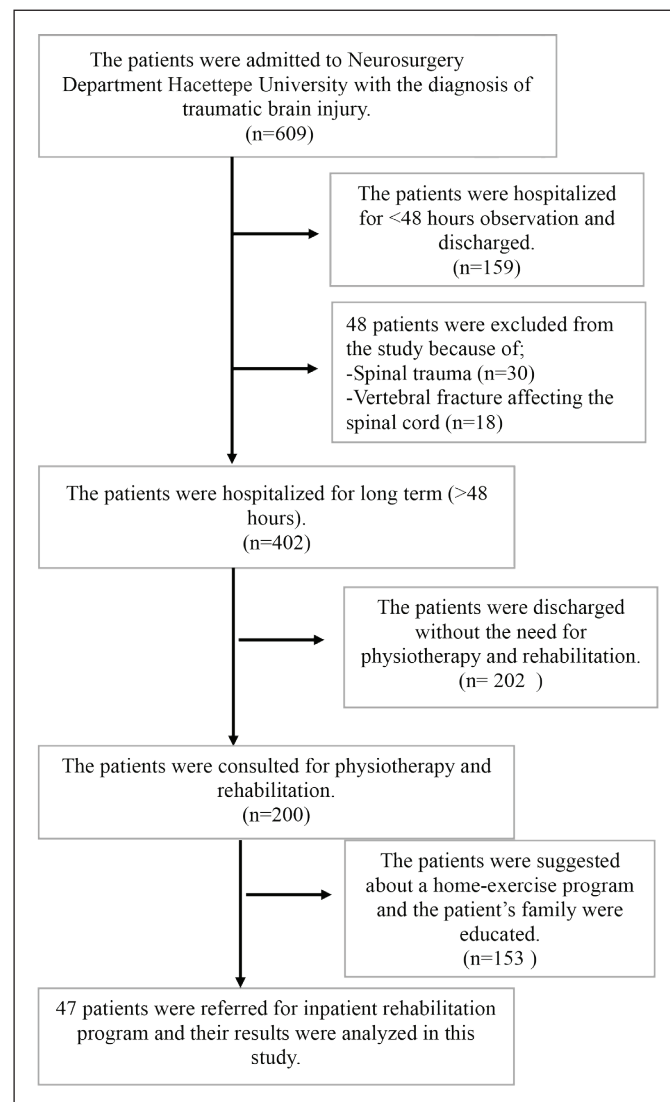 The patients were admitted to Neurosurgery
Department Hacettepe University with the diagnosis of
traumatic brain injury.
(n=609)
The patients were hospitalized
for <48 hours observation and
discharged.
(n=159)
48 patients were excluded from
the study because of;
-Spinal trauma (n=30)
-Vertebral fracture affecting the
spinal cord (n=18)
The patients were hospitalized for long term (>48
hours).
(n=402)
The patients were discharged
without the need for
physiotherapy and rehabilitation.
(n= 202 )
The patients were consulted for physiotherapy and
rehabilitation.
(n=200)
The patients were suggested
about a home-exercise program
and the patient's family were
educated.
(n=153 )
47 patients were referred for inpatient rehabilitation
program and their results were analyzed in this
study.